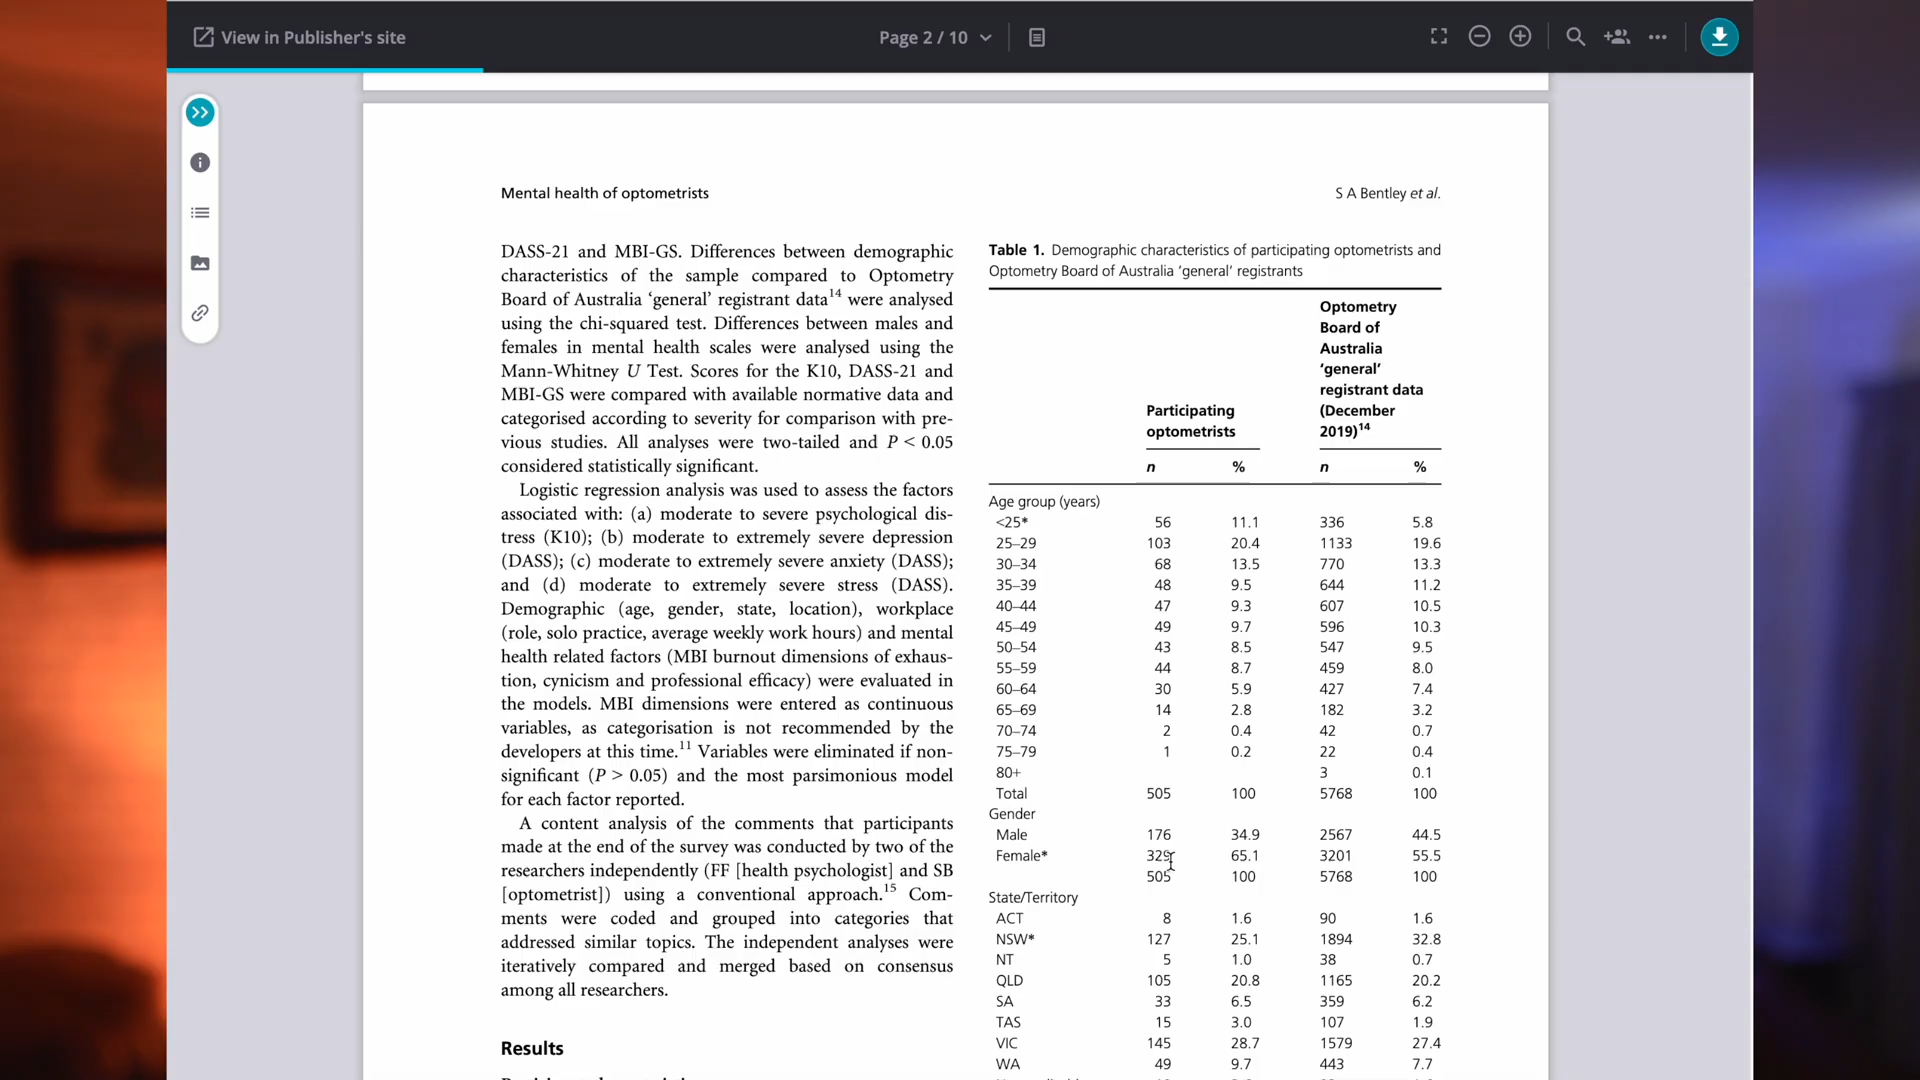 View in Publisher's site
Page 2 / 10
Mental health of optometrists
S A Bentley et al.
DASS-21 and MBI-GS. Differences between demographic
characteristics of the sample compared to Optometry
Board of Australia ‘general’ registrant data14 were analysed
using the chi-squared test. Differences between males and
females in mental health scales were analysed using the
Mann-Whitney U Test. Scores for the K10, DASS-21 and
MBI-GS were compared with available normative data and
categorised according to severity for comparison with pre-
vious studies. All analyses were two-tailed and P < 0.05
considered statistically significant.
Logistic regression analysis was used to assess the factors
associated with: (a) moderate to severe psychological dis-
tress (K10); (b) moderate to extremely severe depression
(DASS); (c) moderate to extremely severe anxiety (DASS);
and (d) moderate to extremely severe stress (DASS).
Demographic (age, gender, state, location), workplace
(role, solo practice, average weekly work hours) and mental
health related factors (MBI burnout dimensions of exhaus-
tion, cynicism and professional efficacy) were evaluated in
the models. MBI dimensions were entered as continuous
variables, as categorisation is not recommended by the
developers at this time.11 Variables were eliminated if non-
significant (P > 0.05) and the most parsimonious model
for each factor reported.
A content analysis of the comments that participants
made at the end of the survey was conducted by two of the
researchers independently (FF [health psychologist] and SB
[optometrist]) using a conventional approach.15 Com-
ments were coded and grouped into categories that
addressed similar topics. The independent analyses were
iteratively compared and merged based on consensus
among all researchers.
Results
Table 1. Demographic characteristics of participating optometrists and
Optometry Board of Australia ‘general’ registrants
Participating
optometrists
Optometry
Board of
Australia
‘general’
registrant data
(December
2019)14
n % n %
Age group (years)
<25* 56 11.1 336 5.8
25–29 103 20.4 1133 19.6
30–34 68 13.5 770 13.3
35–39 48 9.5 644 11.2
40–44 47 9.3 607 10.5
45–49 49 9.7 596 10.3
50–54 43 8.5 547 9.5
55–59 44 8.7 459 8.0
60–64 30 5.9 427 7.4
65–69 14 2.8 182 3.2
70–74 2 0.4 42 0.7
75–79 1 0.2 22 0.4
80+ 3 0.1
Total 505 100 5768 100
Gender
Male 176 34.9 2567 44.5
Female* 329 65.1 3201 55.5
505 100 5768 100
State/Territory
ACT 8 1.6 90 1.6
NSW* 127 25.1 1894 32.8
NT 5 1.0 38 0.7
QLD 105 20.8 1165 20.2
SA 33 6.5 359 6.2
TAS 15 3.0 107 1.9
VIC 145 28.7 1579 27.4
WA 49 9.7 443 7.7